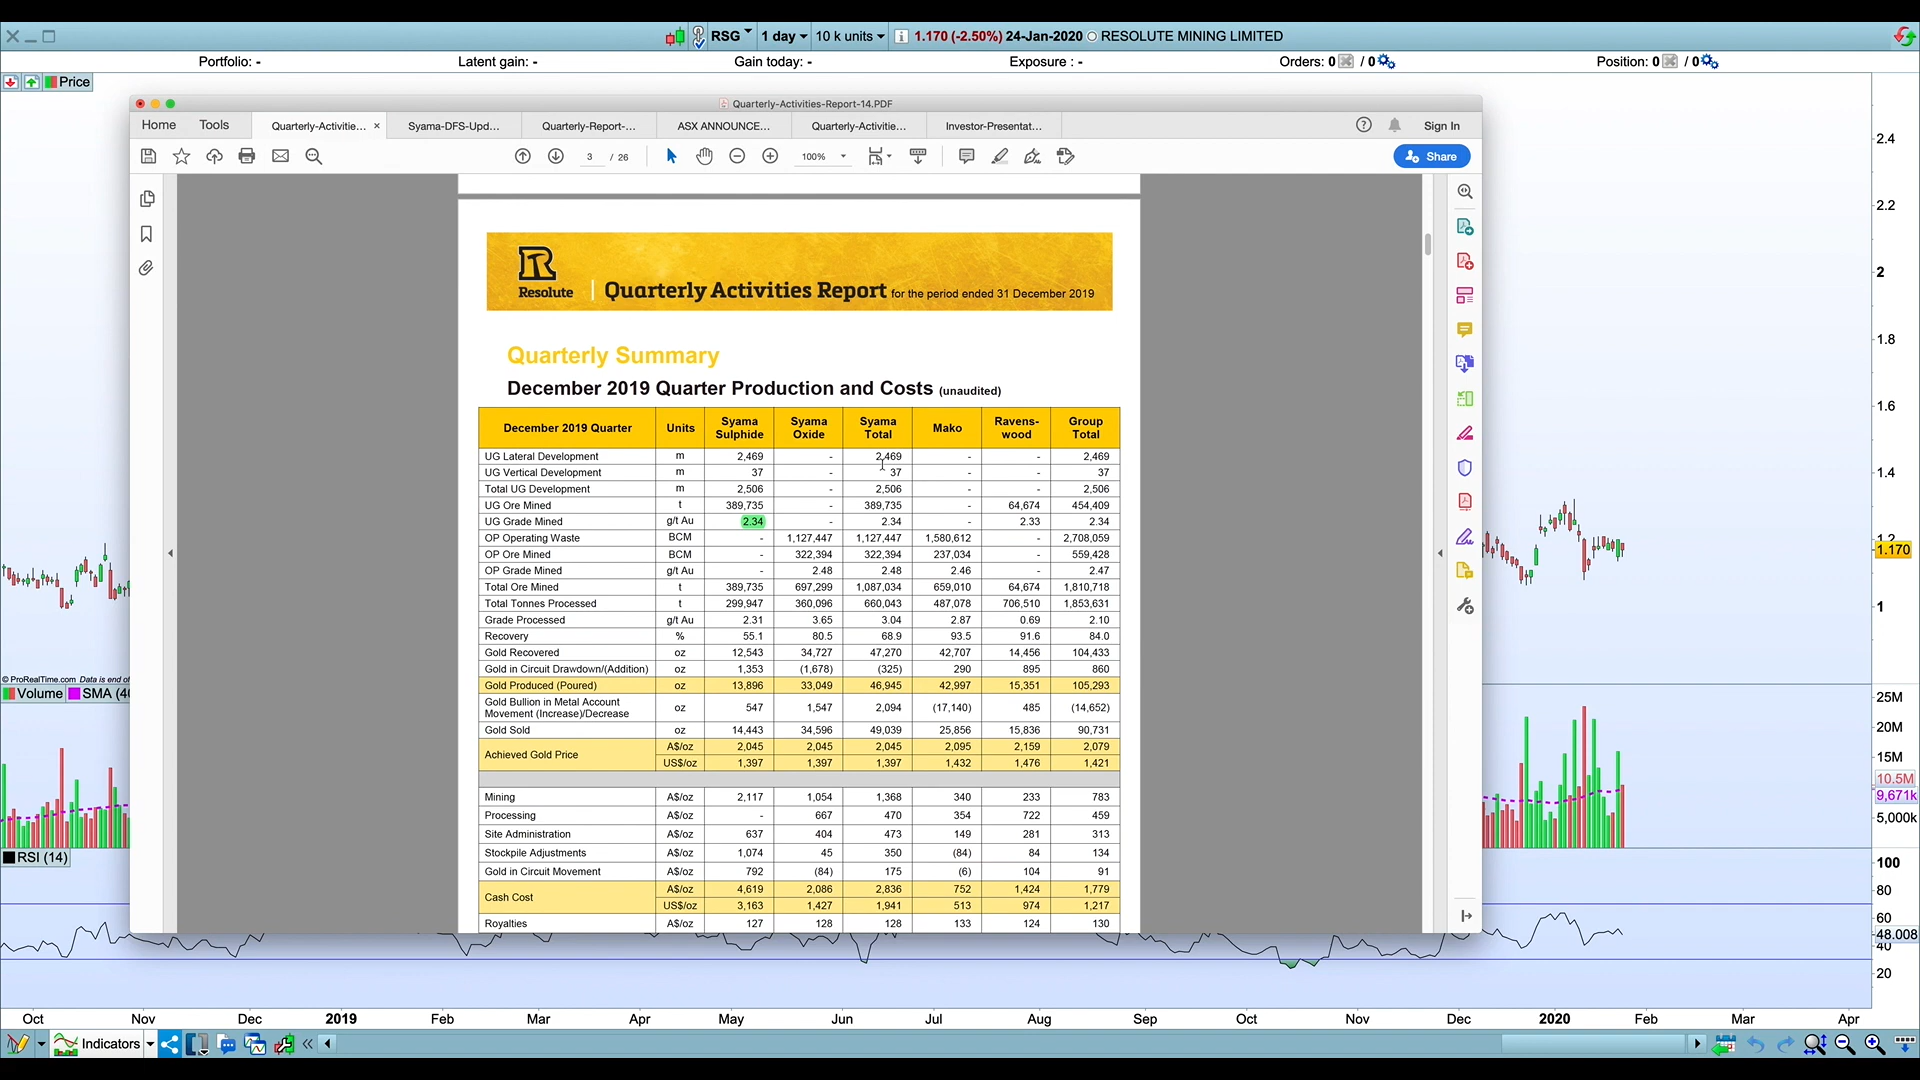 RSG 1 day 10 k units 1.170 (-2.50%) 24-Jan-2020 RESOLUTE MINING LIMITED
Portfolio: - Latent gain: - Gain today: - Exposure : - Orders: 0 / 0 Position: 0 / 0
Price
Quarterly-Activities-Report-14.PDF
Home Tools Quarterly-Activitie... × Syama-DFS-Upd... Quarterly-Report-... ASX ANNOUNCE... Quarterly-Activitie... Investor-Presentat... Sign In
3 / 26 100% Share
R
Resolute
Quarterly Activities Report for the period ended 31 December 2019
Quarterly Summary
December 2019 Quarter Production and Costs (unaudited)
December 2019 Quarter Units Syama Sulphide Syama Oxide Syama Total Mako Ravens-wood Group Total
UG Lateral Development m 2,469 - 2,469 - - 2,469
UG Vertical Development m 37 - 37 - - 37
Total UG Development m 2,506 - 2,506 - - 2,506
UG Ore Mined t 389,735 - 389,735 - 64,674 454,409
UG Grade Mined g/t Au 2.34 - 2.34 - 2.33 2.34
OP Operating Waste BCM - 1,127,447 1,127,447 1,580,612 - 2,708,059
OP Ore Mined BCM - 322,394 322,394 237,034 - 559,428
OP Grade Mined g/t Au - 2.48 2.48 2.46 - 2.47
Total Ore Mined t 389,735 697,299 1,087,034 659,010 64,674 1,810,718
Total Tonnes Processed t 299,947 360,096 660,043 487,078 706,510 1,853,631
Grade Processed g/t Au 2.31 3.65 3.04 2.87 0.69 2.10
Recovery % 55.1 80.5 68.9 93.5 91.6 84.0
Gold Recovered oz 12,543 34,727 47,270 42,707 14,456 104,433
Gold in Circuit Drawdown/(Addition) oz 1,353 (1,678) (325) 290 895 860
Gold Produced (Poured) oz 13,896 33,049 46,945 42,997 15,351 105,293
Gold Bullion in Metal Account
Movement (Increase)/Decrease oz 547 1,547 2,094 (17,140) 485 (14,652)
Gold Sold oz 14,443 34,596 49,039 25,856 15,836 90,731
Achieved Gold Price A$/oz 2,045 2,045 2,045 2,095 2,159 2,079
US$/oz 1,397 1,397 1,397 1,432 1,476 1,421
Mining A$/oz 2,117 1,054 1,368 340 233 783
Processing A$/oz - 667 470 354 722 459
Site Administration A$/oz 637 404 473 149 281 313
Stockpile Adjustments A$/oz 1,074 45 350 (84) 84 134
Gold in Circuit Movement A$/oz 792 (84) 175 (6) 104 91
Cash Cost A$/oz 4,619 2,086 2,836 752 1,424 1,779
US$/oz 3,163 1,427 1,941 513 974 1,217
Royalties A$/oz 127 128 128 133 124 130
2.4
2.2
2
1.8
1.6
1.4
1.2
1.170
1
© ProRealTime.com Data is end of
Volume SMA (40
25M
20M
15M
10.5M
9,671k
5,000k
RSI (14)
100
80
60
48.008
40
20
Oct Nov Dec 2019 Feb Mar Apr May Jun Jul Aug Sep Oct Nov Dec 2020 Feb Mar Apr
Indicators